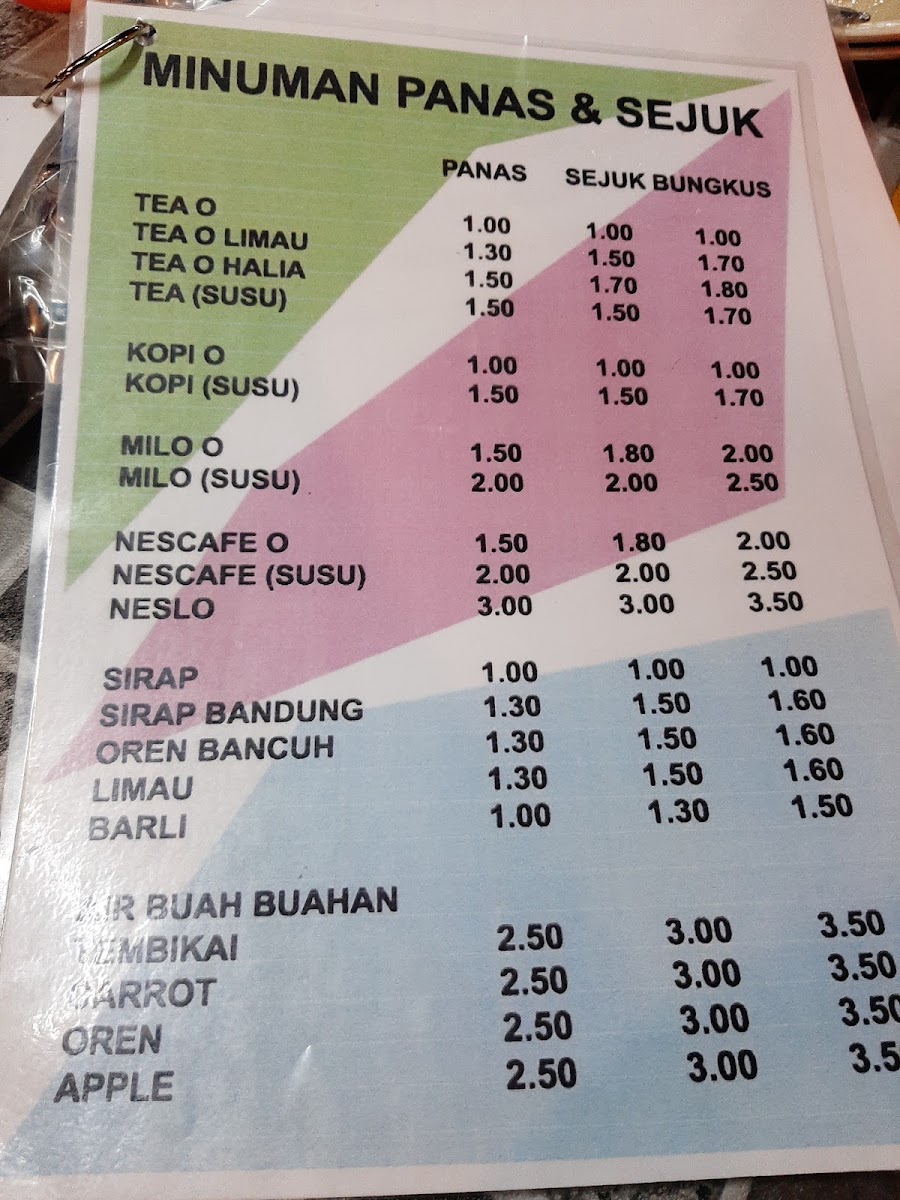 MINUMAN PANAS & SEJUK
PANAS SEJUK BUNGKUS
TEA O 1.00 1.00 1.00
TEA O LIMAU 1.30 1.50 1.70
TEA O HALIA 1.50 1.70 1.80
TEA (SUSU) 1.50 1.50 1.70
KOPI O 1.00 1.00 1.00
KOPI (SUSU) 1.50 1.50 1.70
MILO O 1.50 1.80 2.00
MILO (SUSU) 2.00 2.00 2.50
NESCAFE O 1.50 1.80 2.00
NESCAFE (SUSU) 2.00 2.00 2.50
NESLO 3.00 3.00 3.50
SIRAP 1.00 1.00 1.00
SIRAP BANDUNG 1.30 1.50 1.60
OREN BANCUH 1.30 1.50 1.60
LIMAU 1.30 1.50 1.60
BARLI 1.00 1.30 1.50
AIR BUAH BUAHAN
TEMBIKAI 2.50 3.00 3.50
CARROT 2.50 3.00 3.50
OREN 2.50 3.00 3.50
APPLE 2.50 3.00 3.5